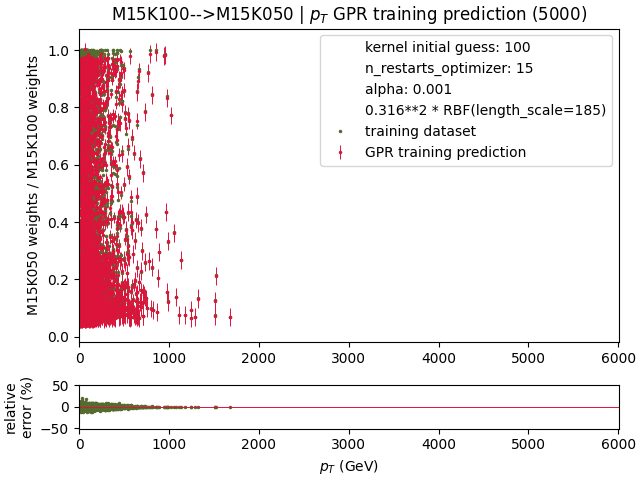 M15K100-->M15K050 | p_T GPR training prediction (5000)
M15K050 weights / M15K100 weights
1.0
0.8
0.6
0.4
0.2
0.0
kernel initial guess: 100
n_restarts_optimizer: 15
alpha: 0.001
0.316**2 * RBF(length_scale=185)
training dataset
GPR training prediction
0 1000 2000 3000 4000 5000 6000
relative
error (%)
50
0
−50
0 1000 2000 3000 4000 5000 6000
p_T (GeV)